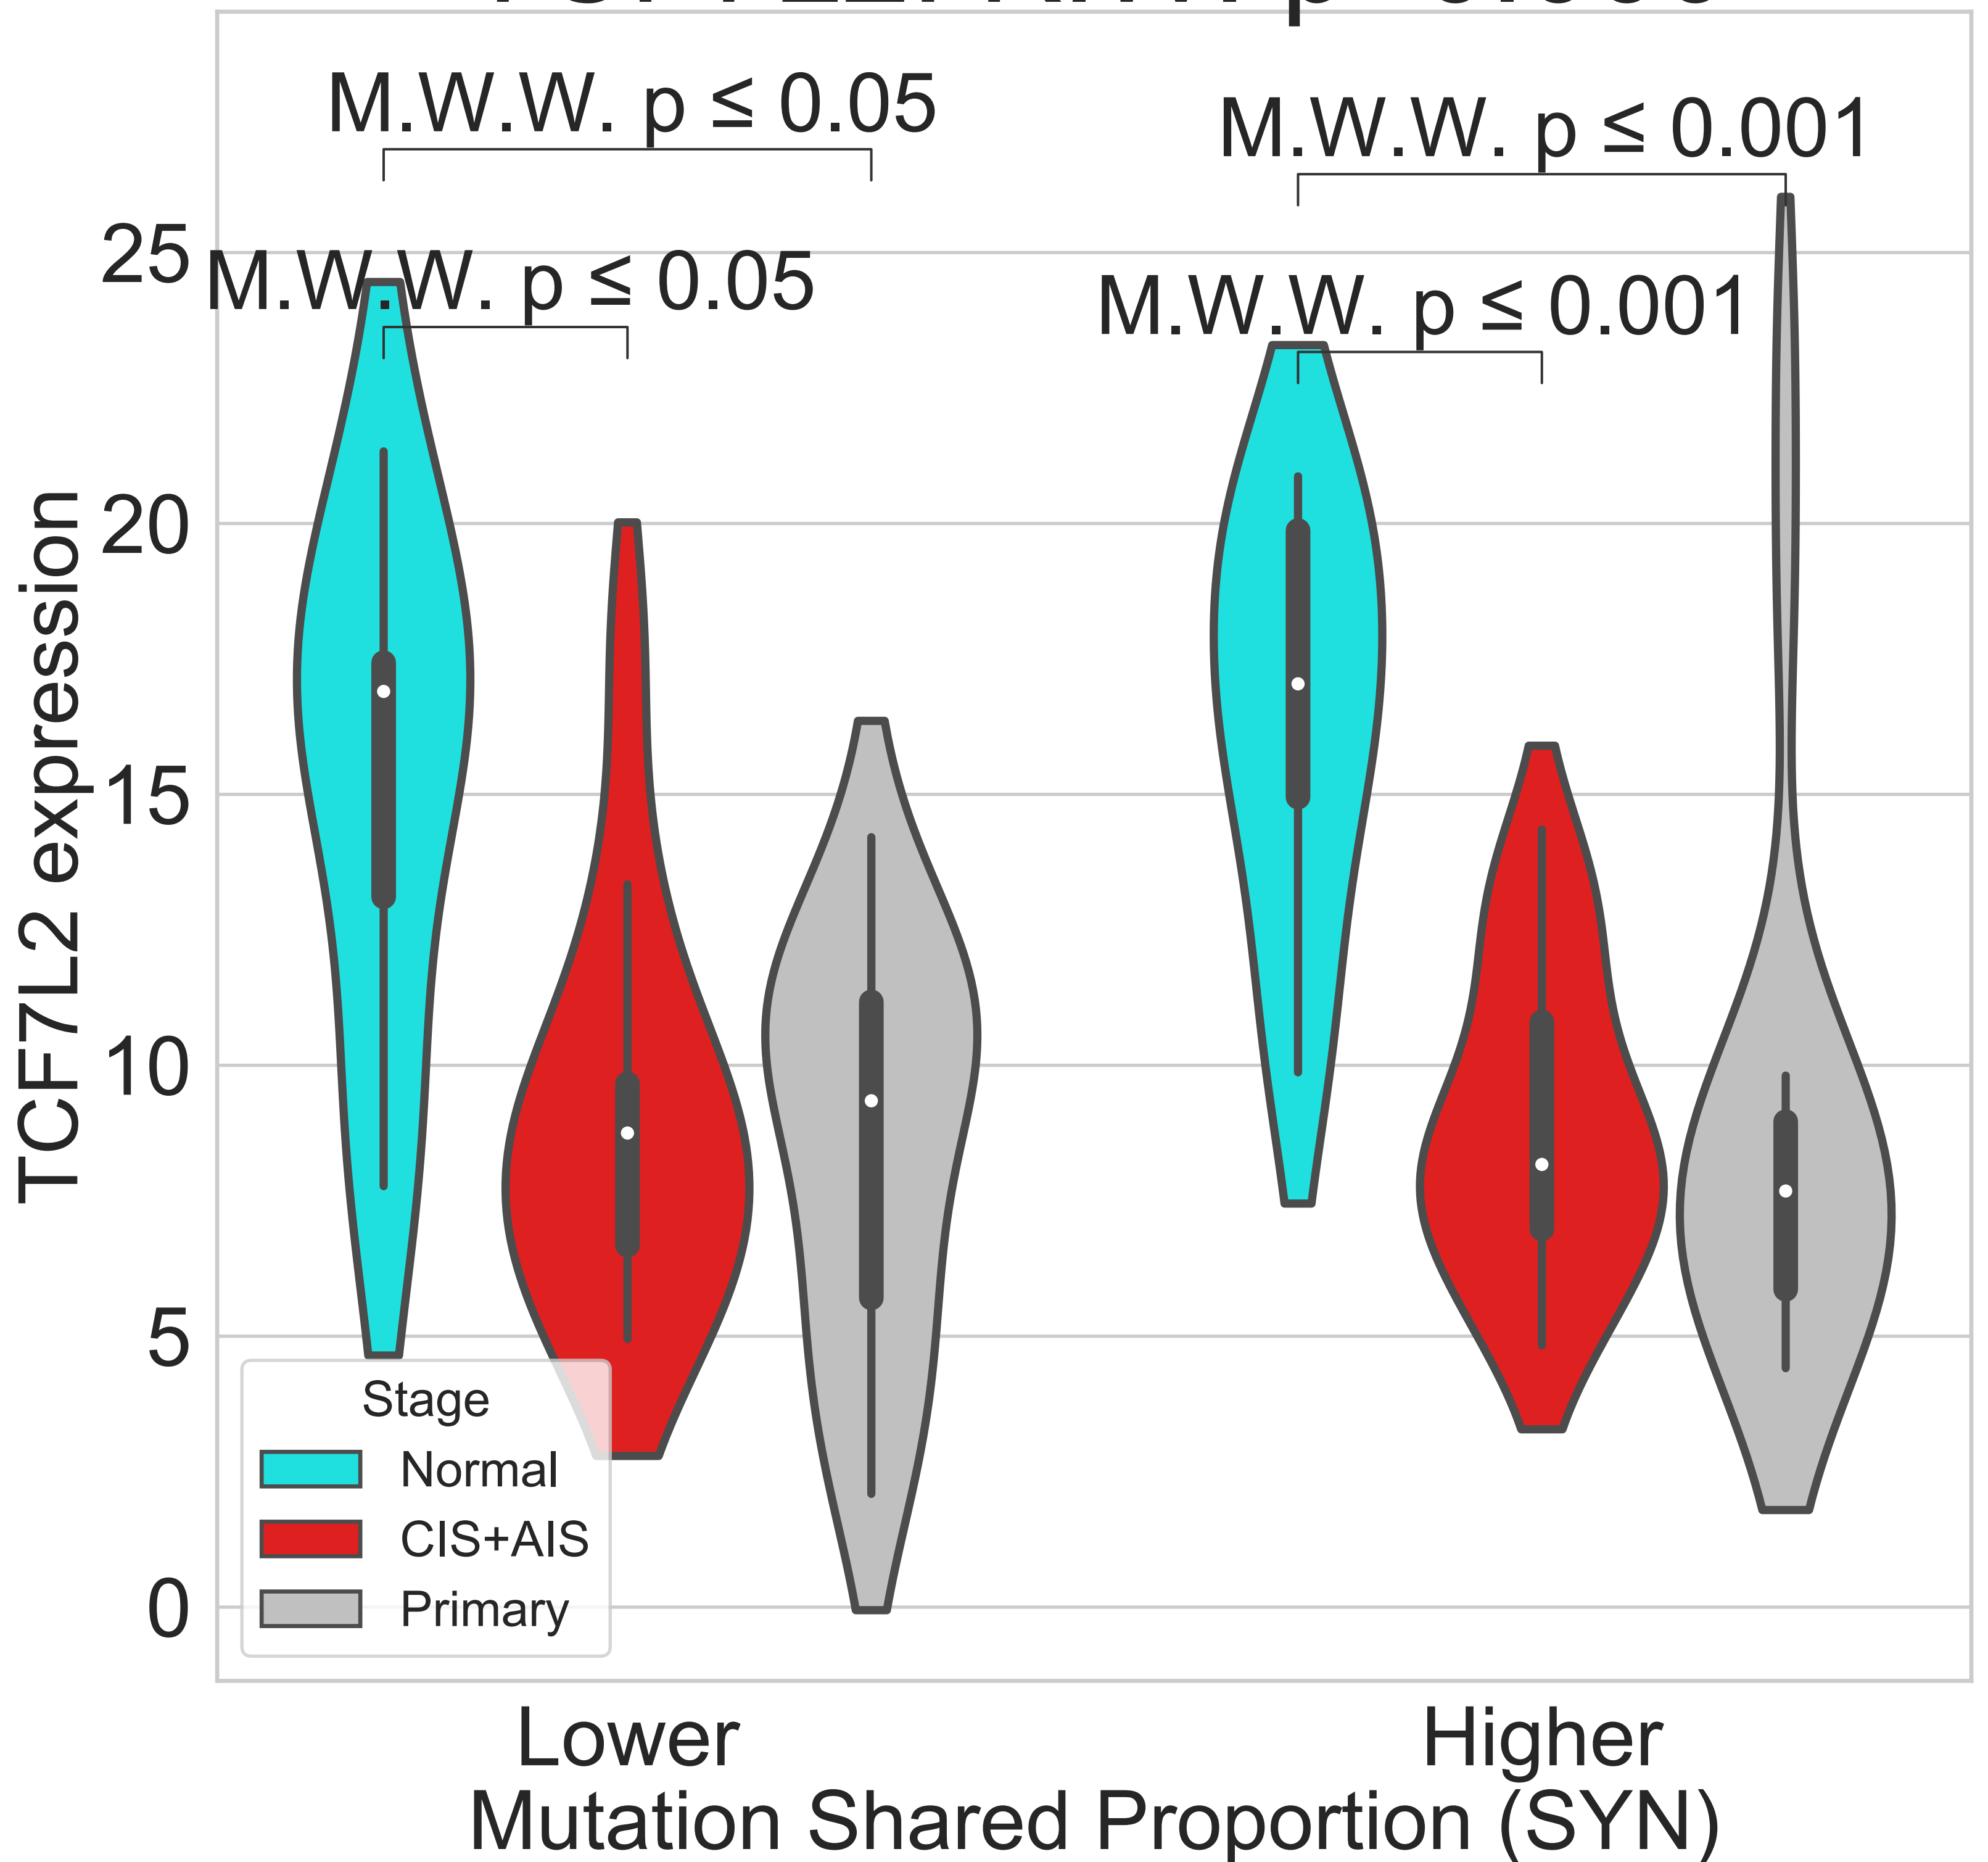 M.W.W. p ≤ 0.05
M.W.W. p ≤ 0.001
M.W.W. p ≤ 0.05
M.W.W. p ≤ 0.001
25
20
15
10
5
0
TCF7L2 expression
Stage
Normal
CIS+AIS
Primary
Lower
Higher
Mutation Shared Proportion (SYN)